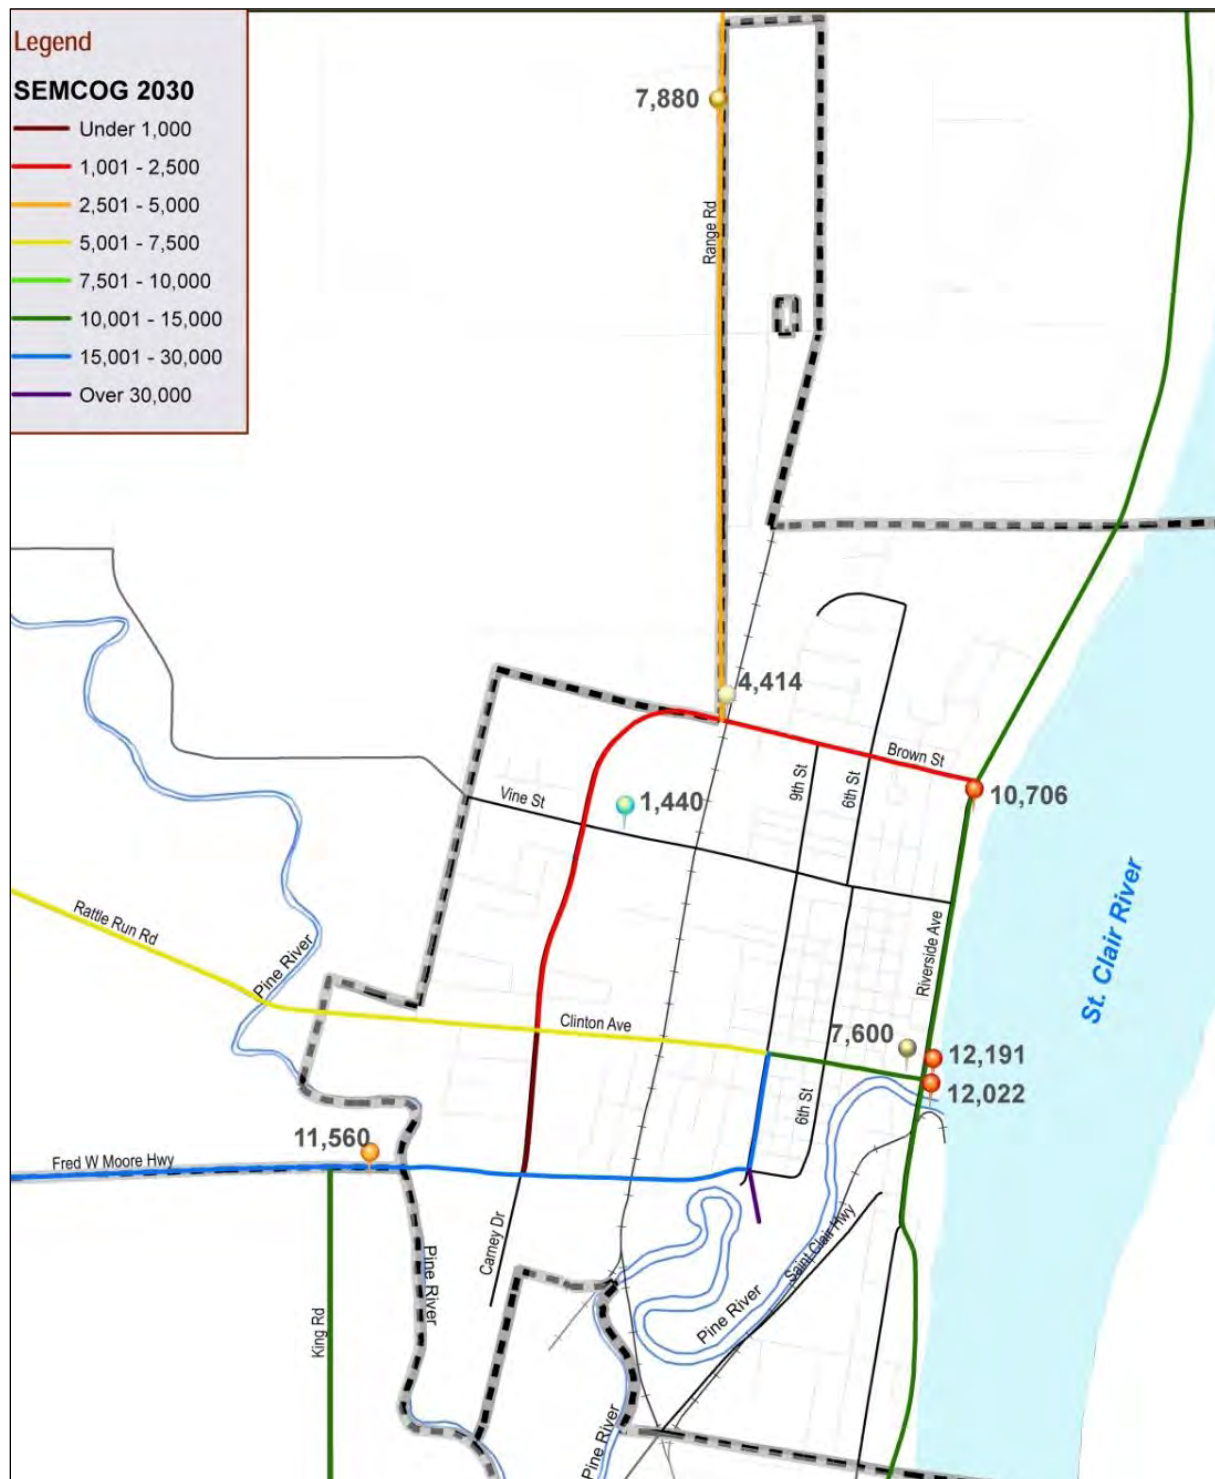 Legend
SEMCOG 2030
Under 1,000
1,001 - 2,500
2,501 - 5,000
5,001 - 7,500
7,501 - 10,000
10,001 - 15,000
15,001 - 30,000
Over 30,000
7,880
Range Rd
4,414
Brown St
9th St
6th St
10,706
Vine St
1,440
Rattle Run Rd
Pine River
Riverside Ave
St. Clair River
Clinton Ave
7,600
12,191
12,022
6th St
11,560
Fred W Moore Hwy
Carney Dr
Pine River
Saint Clair Hwy
Pine River
King Rd
Pine River